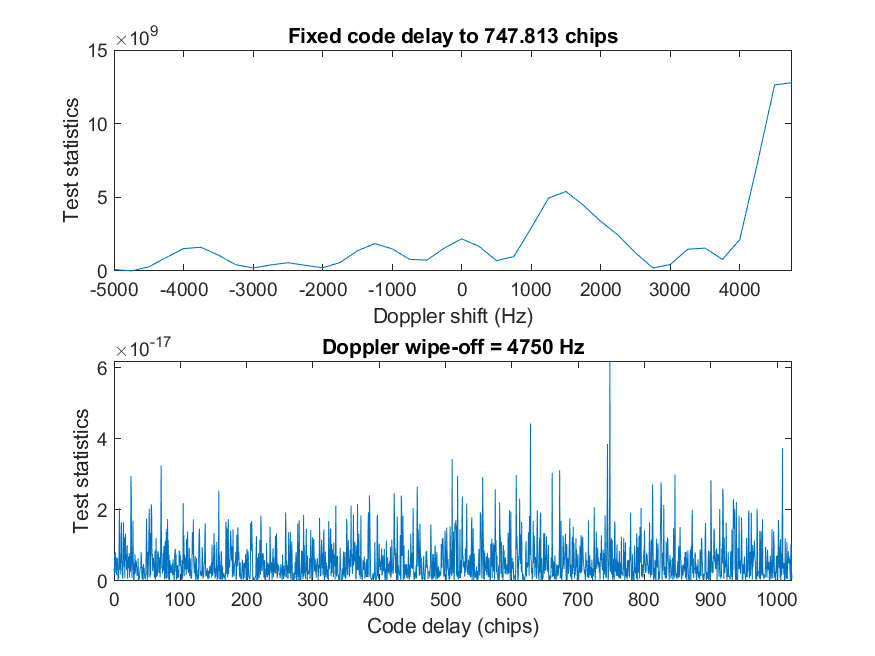 ×10^9
Fixed code delay to 747.813 chips
15
10
5
0
Test statistics
-5000 -4000 -3000 -2000 -1000 0 1000 2000 3000 4000
Doppler shift (Hz)
×10^-17
Doppler wipe-off = 4750 Hz
6
4
2
0
Test statistics
0 100 200 300 400 500 600 700 800 900 1000
Code delay (chips)